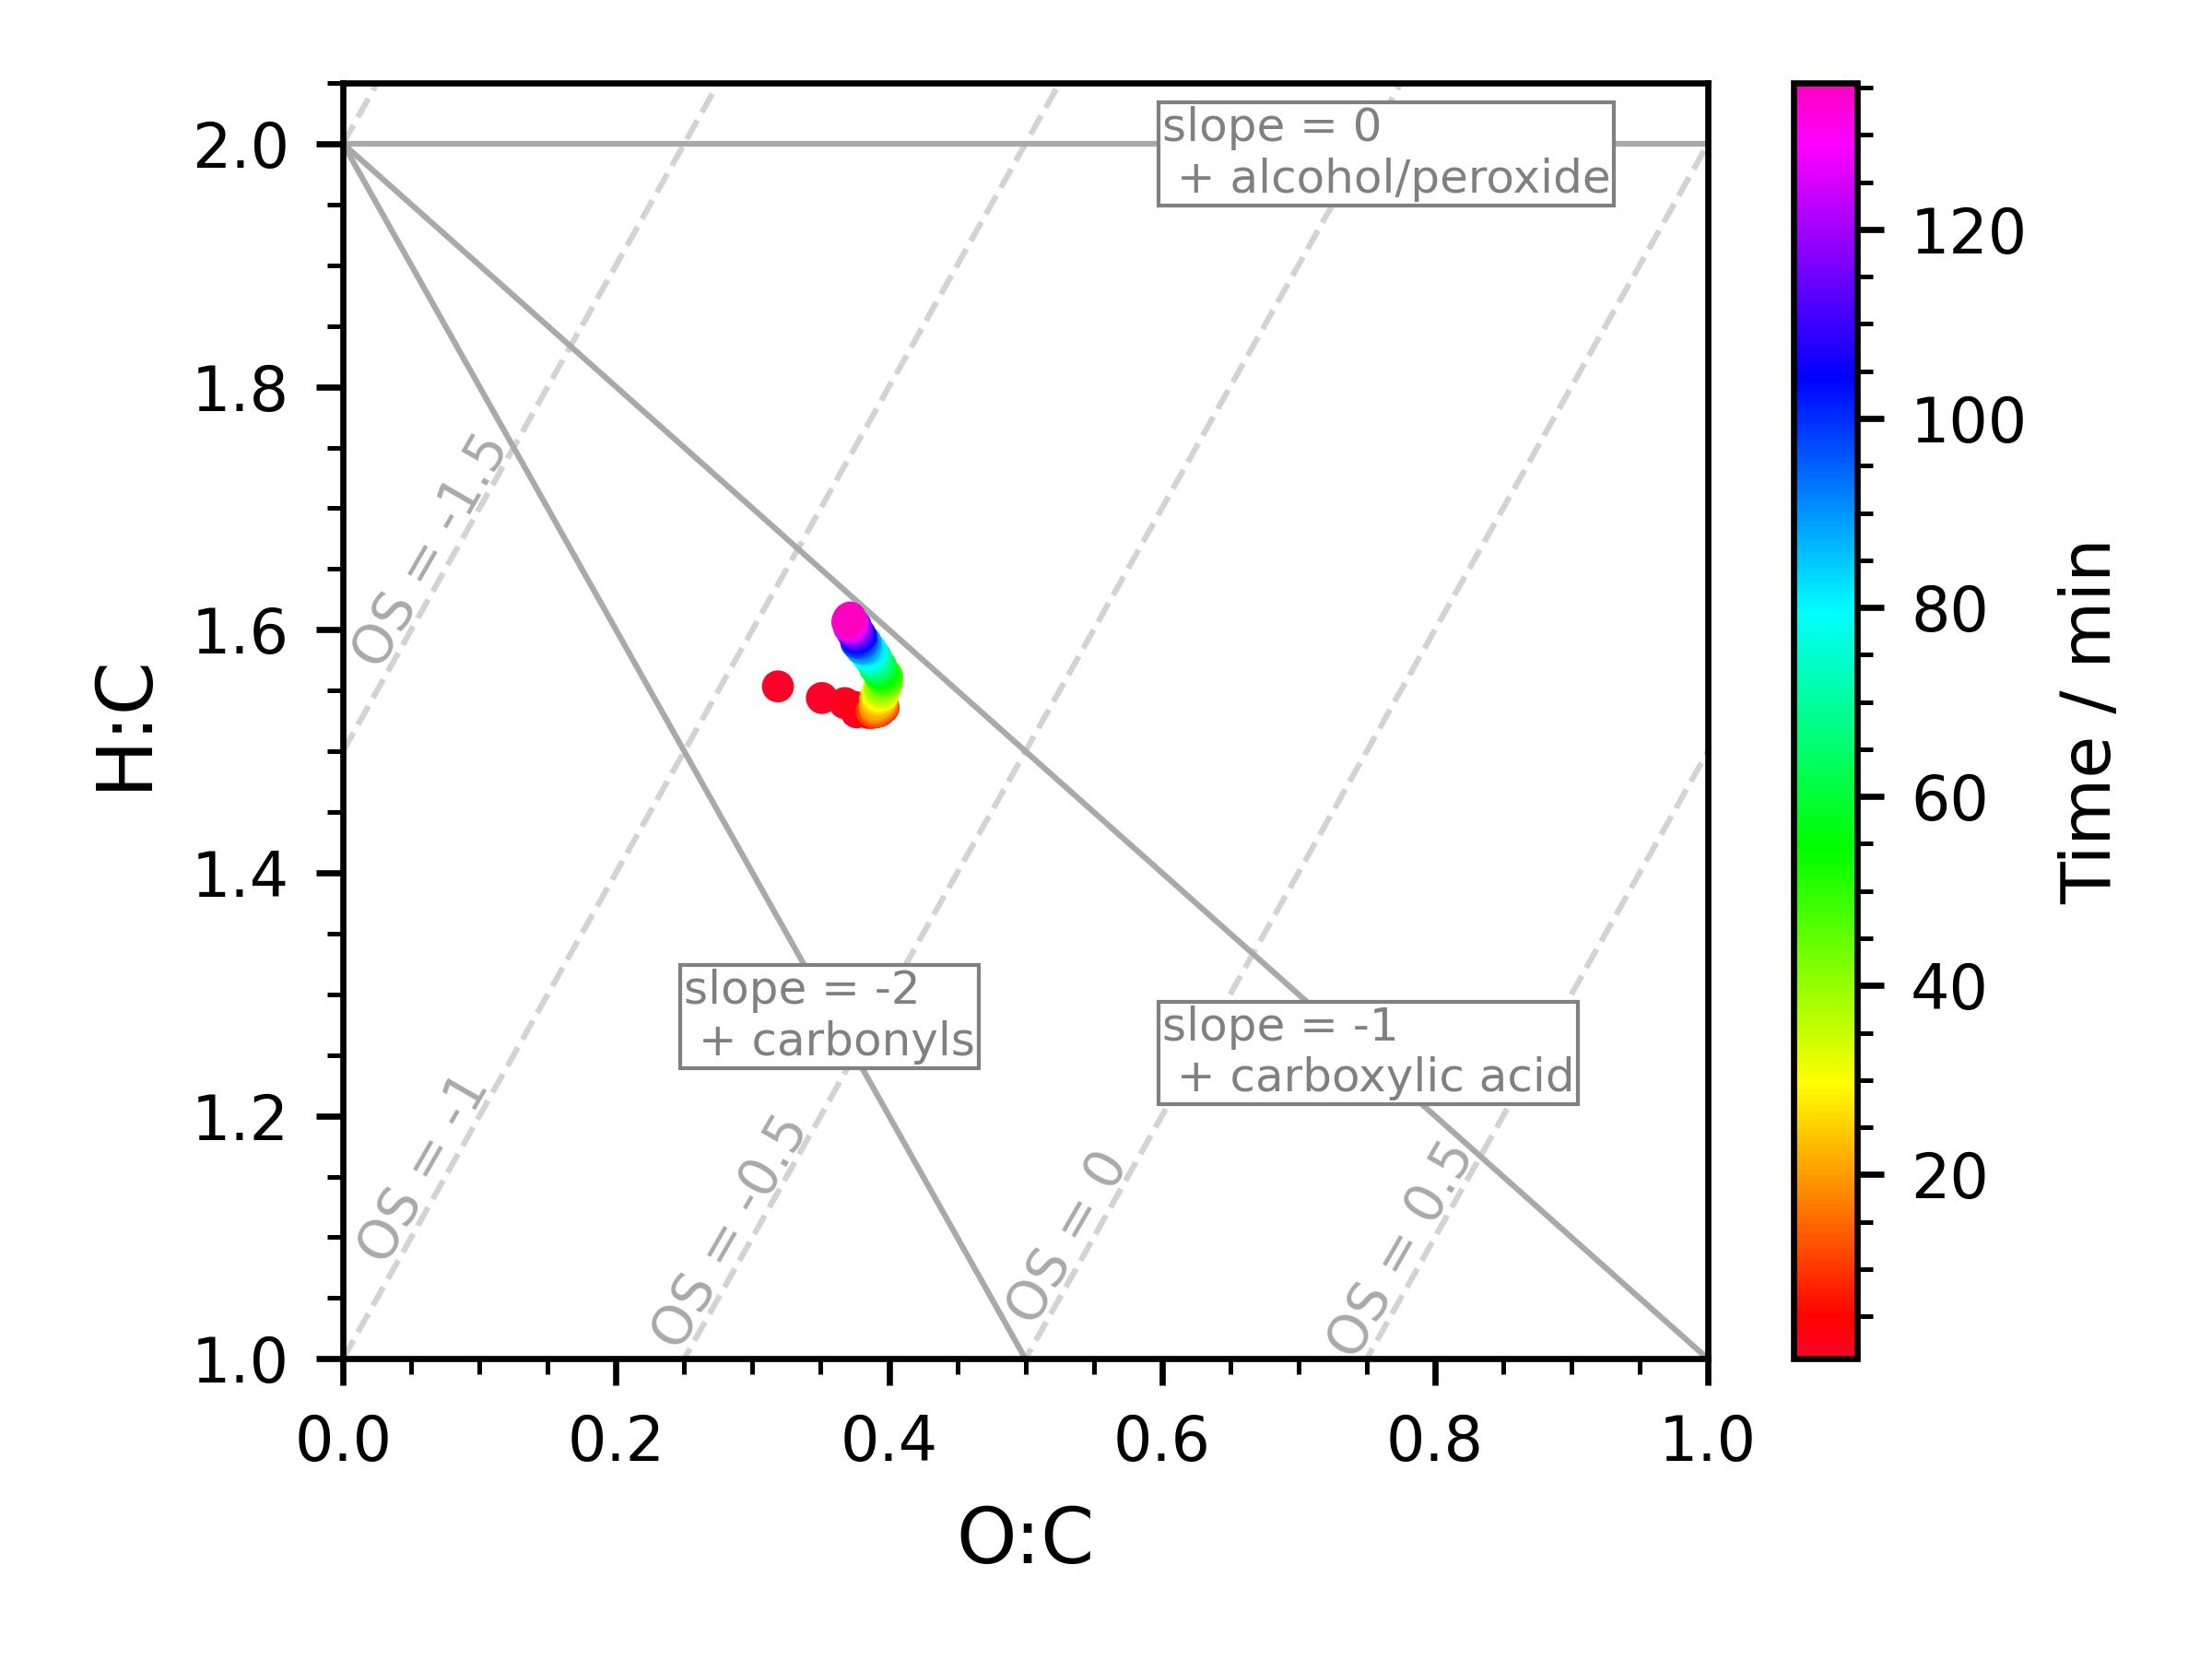 2.0
1.8
1.6
1.4
1.2
1.0
H:C
0.0
0.2
0.4
0.6
0.8
1.0
O:C
slope = 0
+ alcohol/peroxide
OS = -1.5
slope = -2
+ carbonyls
slope = -1
+ carboxylic acid
OS = -1
OS = -0.5
OS = 0
OS = 0.5
120
100
80
60
40
20
Time / min